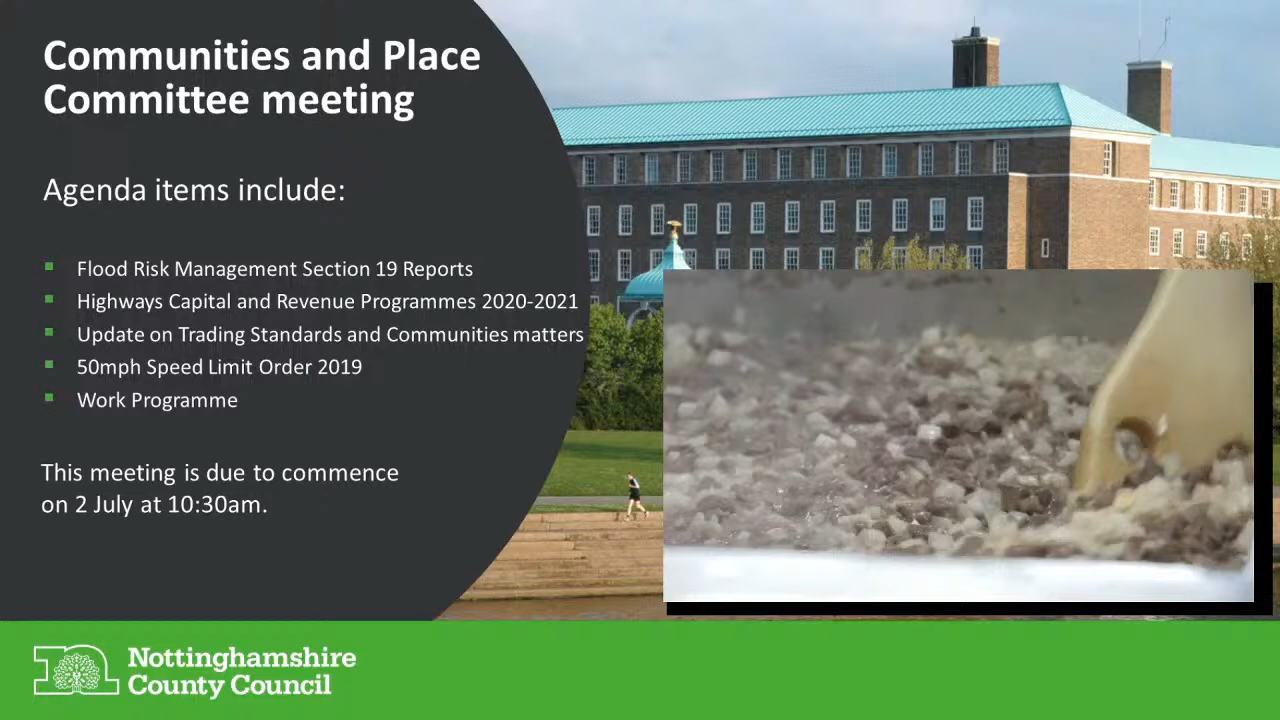 Communities and Place
Committee meeting
Agenda items include:
Flood Risk Management Section 19 Reports
Highways Capital and Revenue Programmes 2020-2021
Update on Trading Standards and Communities matters
50mph Speed Limit Order 2019
Work Programme
This meeting is due to commence
on 2 July at 10:30am.
Nottinghamshire
County Council